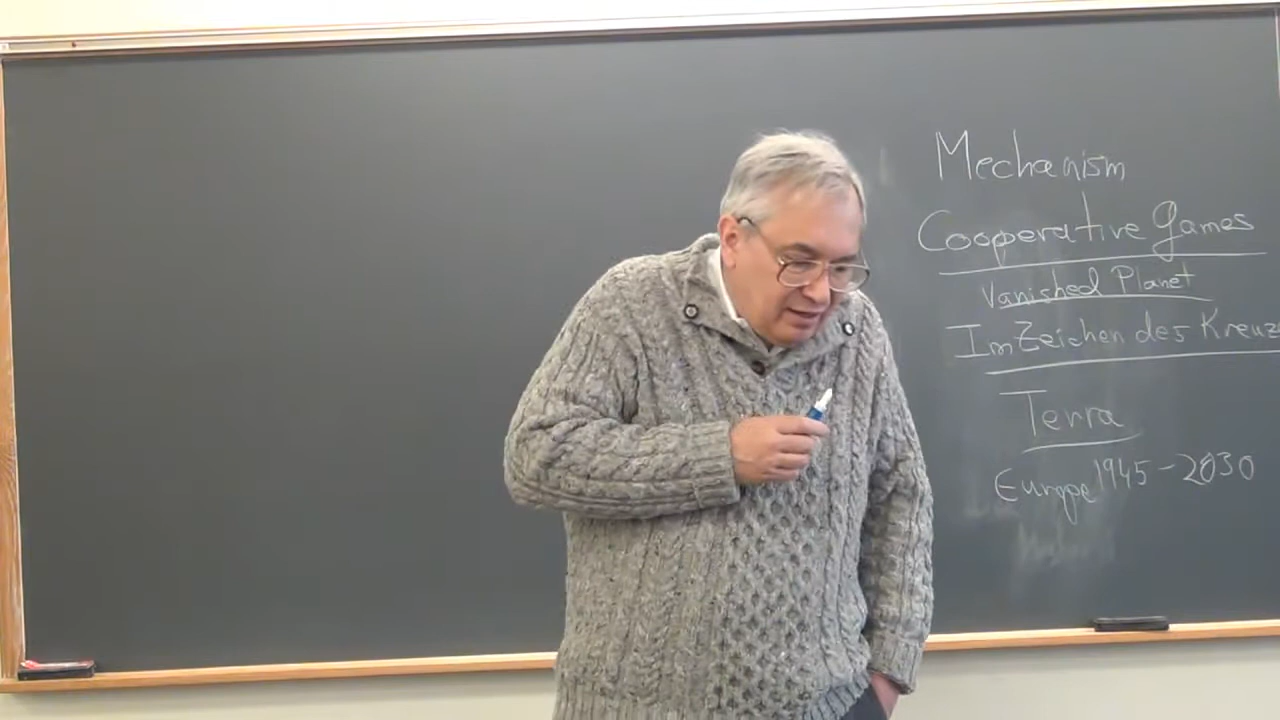 Mechanism
Cooperative Games
Vanished Planet
Im Zeichen des Kreuz
Terra
Europe 1945-2030